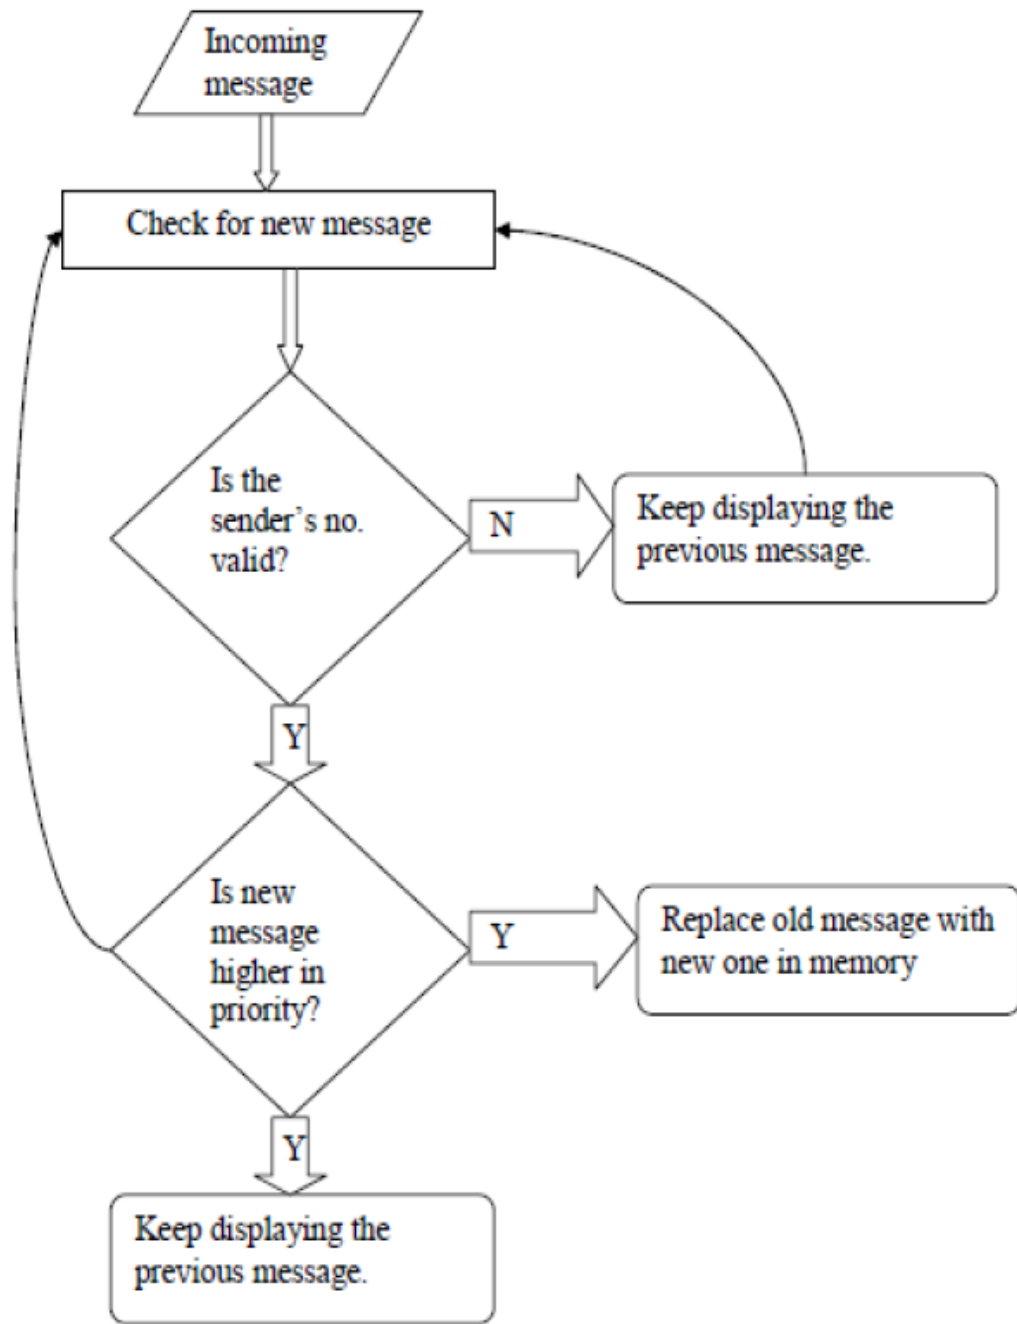 Incoming
message
Check for new message
Is the
sender’s no.
valid?
N
Keep displaying the
previous message.
Y
Is new
message
higher in
priority?
Y
Replace old message with
new one in memory
Y
Keep displaying the
previous message.